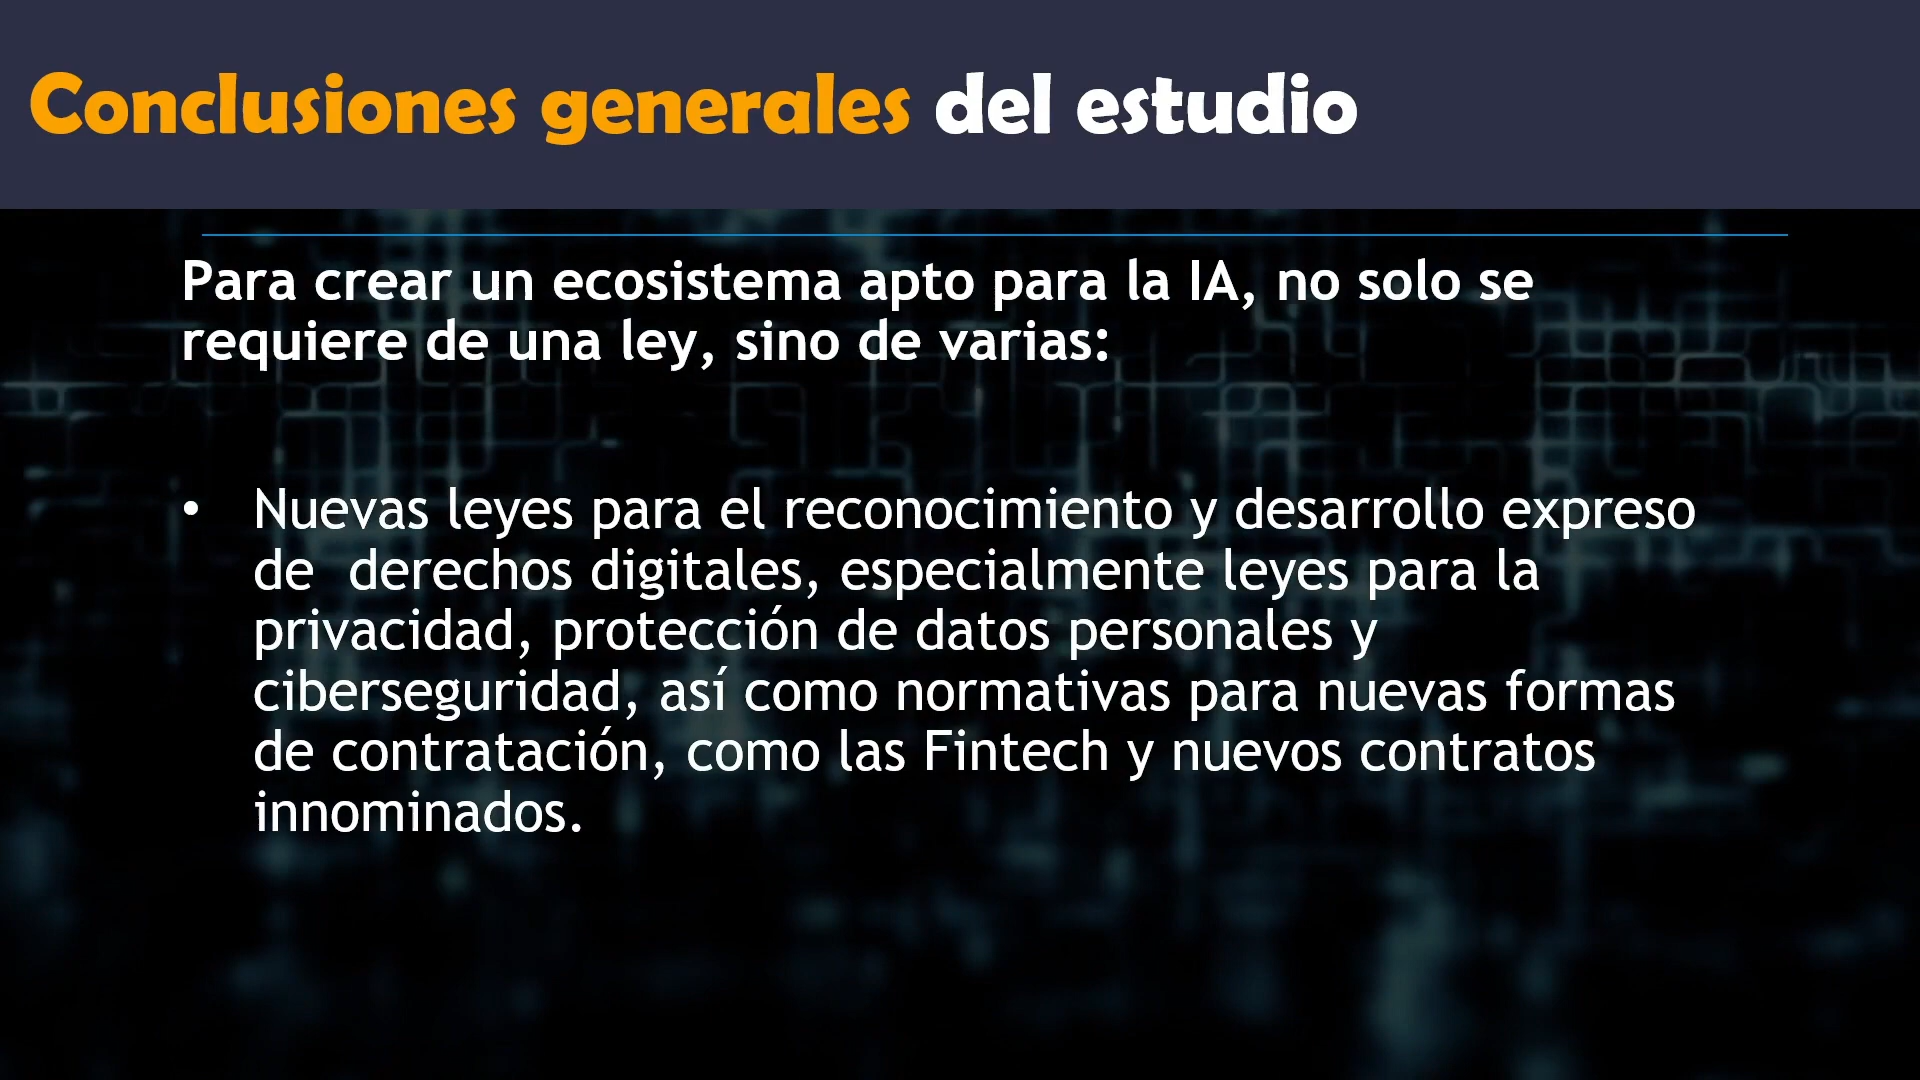 Conclusiones generales del estudio
Para crear un ecosistema apto para la IA, no solo se
requiere de una ley, sino de varias:
• Nuevas leyes para el reconocimiento y desarrollo expreso
de  derechos digitales, especialmente leyes para la
privacidad, protección de datos personales y
ciberseguridad, así como normativas para nuevas formas
de contratación, como las Fintech y nuevos contratos
innominados.